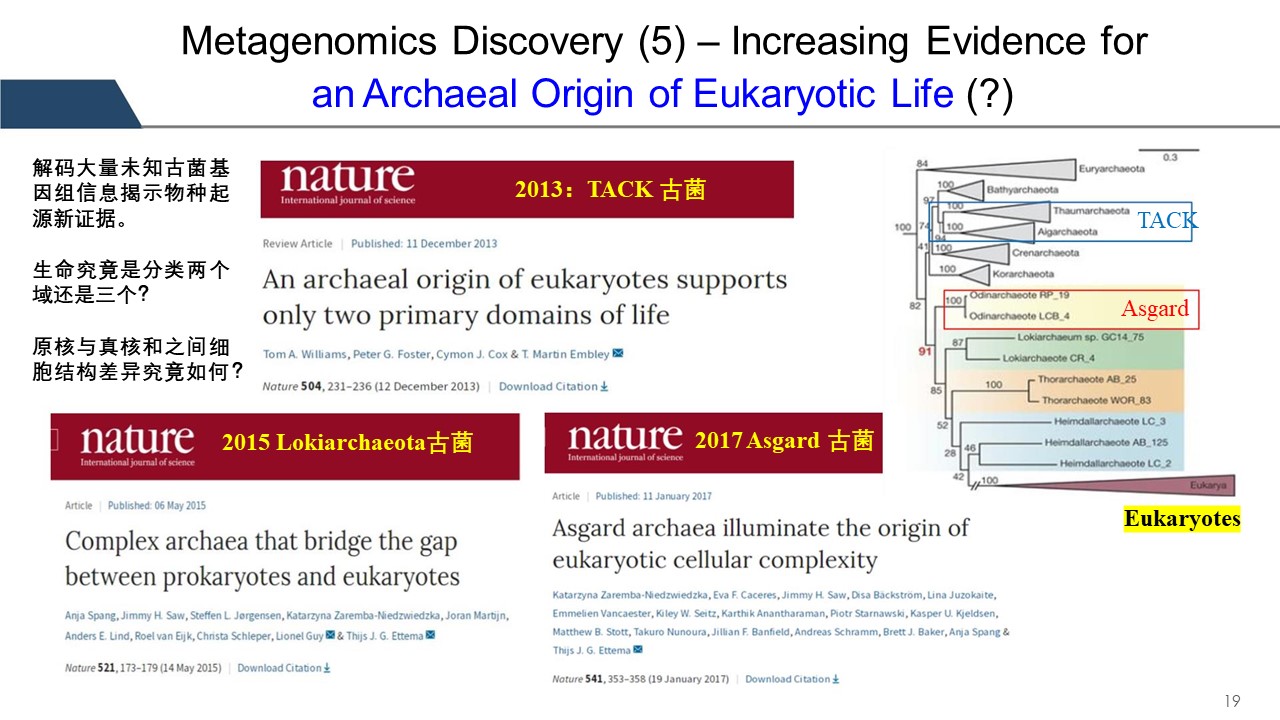 Metagenomics Discovery (5) – Increasing Evidence for
an Archaeal Origin of Eukaryotic Life (?)
解码大量未知古菌基
因组信息揭示物种起
源新证据。
生命究竟是分类两个
域还是三个?
原核与真核和之间细
胞结构差异究竟如何?
nature
International journal of science
2013：TACK 古菌
Review Article | Published: 11 December 2013
An archaeal origin of eukaryotes supports
only two primary domains of life
Tom A. Williams, Peter G. Foster, Cymon J. Cox & T. Martin Embley
Nature 504, 231–236 (12 December 2013) | Download Citation
nature
International journal of science
2015 Lokiarchaeota古菌
Article | Published: 06 May 2015
Complex archaea that bridge the gap
between prokaryotes and eukaryotes
Anja Spang, Jimmy H. Saw, Steffen L. Jørgensen, Katarzyna Zaremba-Niedzwiedzka, Joran Martijn,
Anders E. Lind, Roel van Eijk, Christa Schleper, Lionel Guy & Thijs J. G. Ettema
Nature 521, 173–179 (14 May 2015) | Download Citation
nature
International journal of science
2017 Asgard 古菌
Article | Published: 11 January 2017
Asgard archaea illuminate the origin of
eukaryotic cellular complexity
Katarzyna Zaremba-Niedzwiedzka, Eva F. Caceres, Jimmy H. Saw, Disa Bäckström, Lina Juzokaite,
Emmelien Vancaester, Kiley W. Seitz, Karthik Anantharaman, Piotr Starnawski, Kasper U. Kjeldsen,
Matthew B. Stott, Takuro Nunoura, Jillian F. Banfield, Andreas Schramm, Brett J. Baker, Anja Spang &
Thijs J. G. Ettema
Nature 541, 353–358 (19 January 2017) | Download Citation
0.3
84
Euryarchaeota
100
Bathyarchaeota
97
100
Thaumarchaeota
TACK
100
74
100
Aigarchaeota
94
41
100
Crenarchaeota
100
Korarchaeota
82
Odinarchaeote RP_19
100
Asgard
Odinarchaeote LCB_4
Lokiarchaeum sp. GC14_75
87
91
Lokiarchaeote CR_4
Thorarchaeote AB_25
100
85
Thorarchaeote WOR_83
Heimdallarchaeote LC_3
52
Heimdallarchaeote AB_125
28
46
Heimdallarchaeote LC_2
42
100
Eukarya
Eukaryotes
19